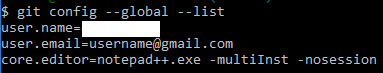 $ git config --global --list
user.name=
user.email=username@gmail.com
core.editor=notepad++.exe -multiInst -nosession